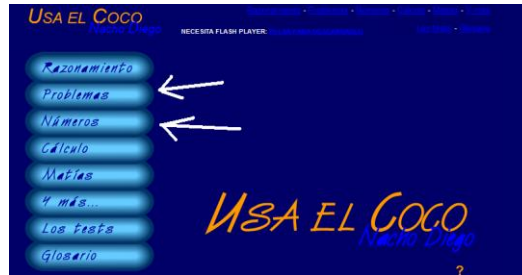 USA EL COCO
Nacho Diego
NECESITA FLASH PLAYER:
Razonamiento
Problemas
Números
Cálculo
Matías
Y más...
Los tests
Glosario
USA EL COCO
Nacho Diego
?